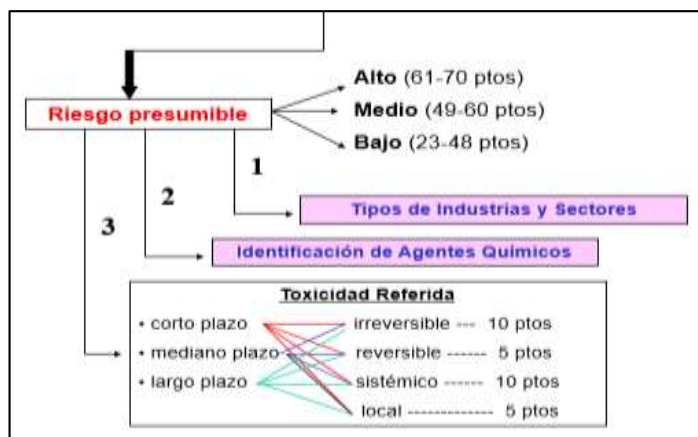 Alto (61-70 ptos)
Riesgo presumible
Medio (49-60 ptos)
Bajo (23-48 ptos)
1
2
3
Tipos de Industrias y Sectores
Identificación de Agentes Químicos
Toxicidad Referida
• corto plazo irreversible --- 10 ptos
• mediano plazo reversible ------ 5 ptos
• largo plazo sistémico ------ 10 ptos
local ------------- 5 ptos